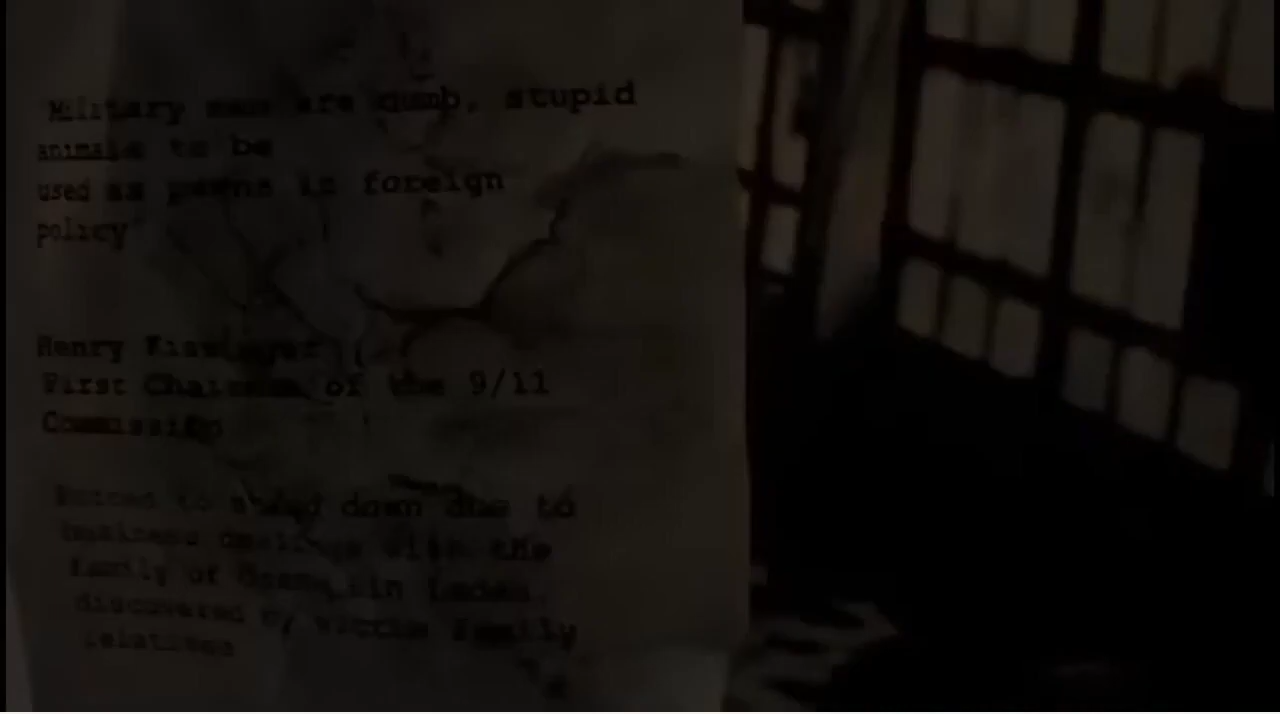 "Military men are dumb, stupid
animals to be
used as pawns in foreign
policy"
Henry Kissinger
First Chairman of the 9/11
Commission
Forced to stand down due to
business dealings with the
family of Osama bin Laden.
discovered by victim family
relatives